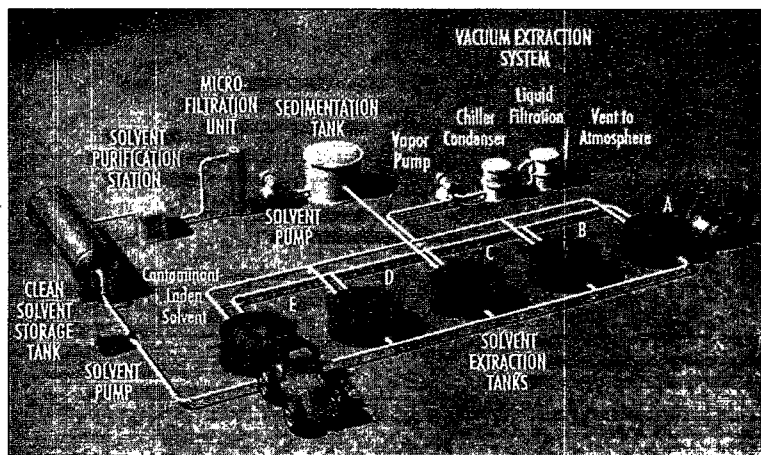 VACUUM EXTRACTION
SYSTEM
MICRO-
FILTRATION
UNIT
SEDIMENTATION
TANK
SOLVENT
PURIFICATION
STATION
Vapor
Pump
Chiller
Condenser
Liquid
Filtration
Vent to
Atmosphere
SOLVENT
PUMP
A
B
C
D
E
Contaminant
Laden
Solvent
CLEAN
SOLVENT
STORAGE
TANK
SOLVENT
PUMP
SOLVENT
EXTRACTION
TANKS